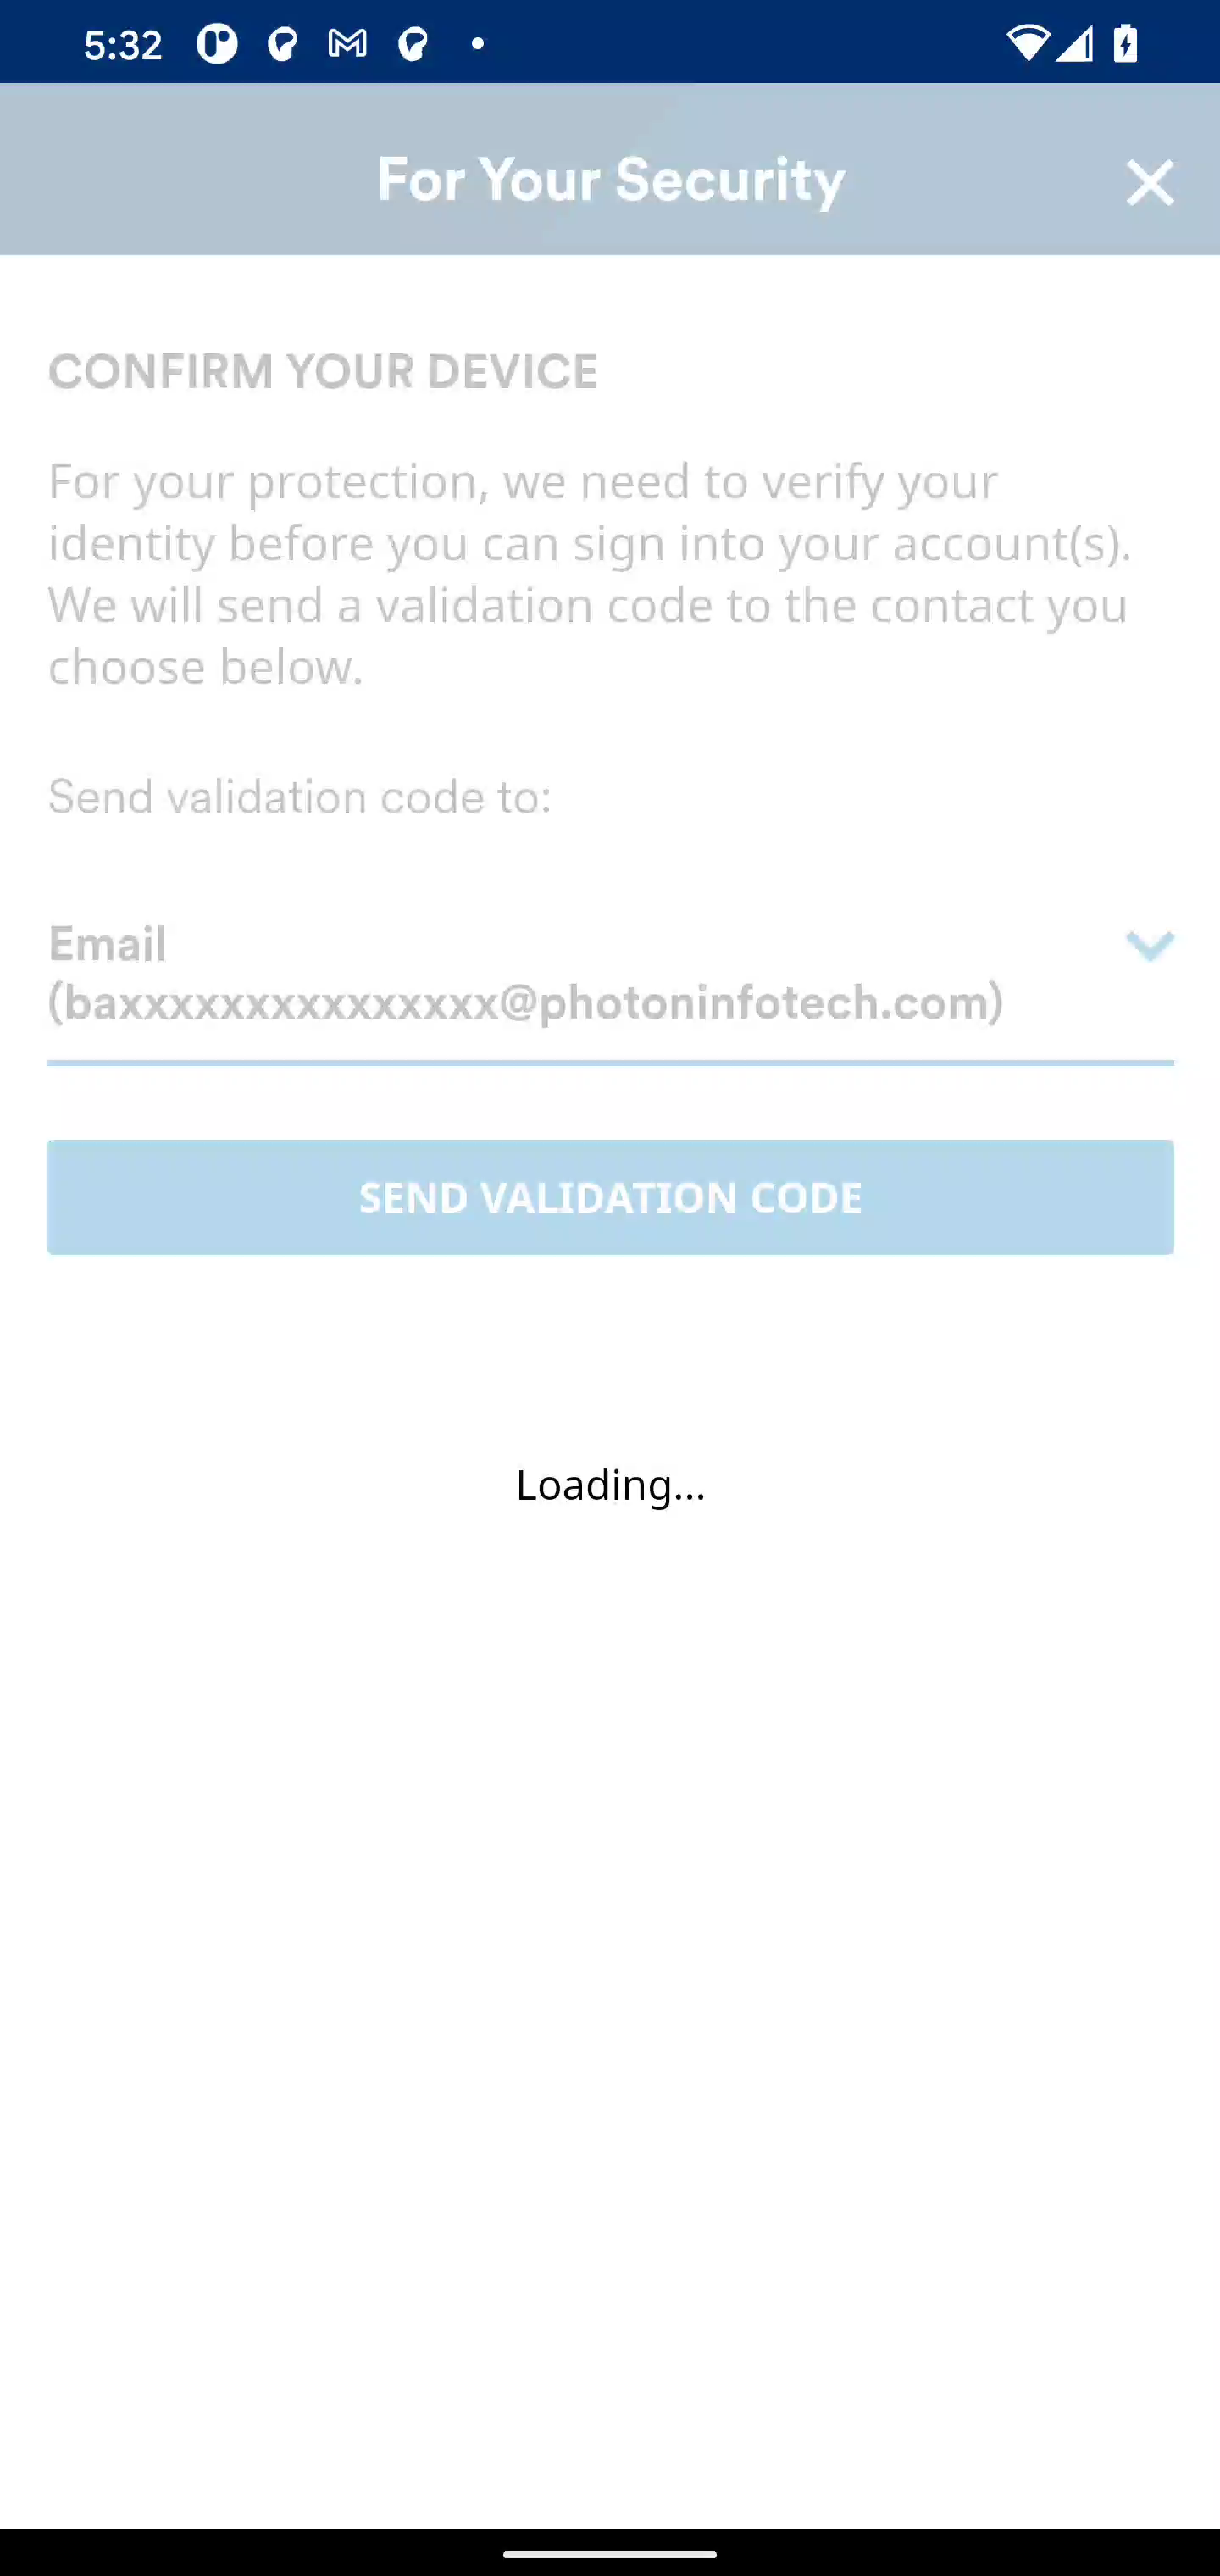 5:32
For Your Security
CONFIRM YOUR DEVICE
For your protection, we need to verify your
identity before you can sign into your account(s).
We will send a validation code to the contact you
choose below.
Send validation code to:
Email
(baxxxxxxxxxxxxxxx@photoninfotech.com)
SEND VALIDATION CODE
Loading...